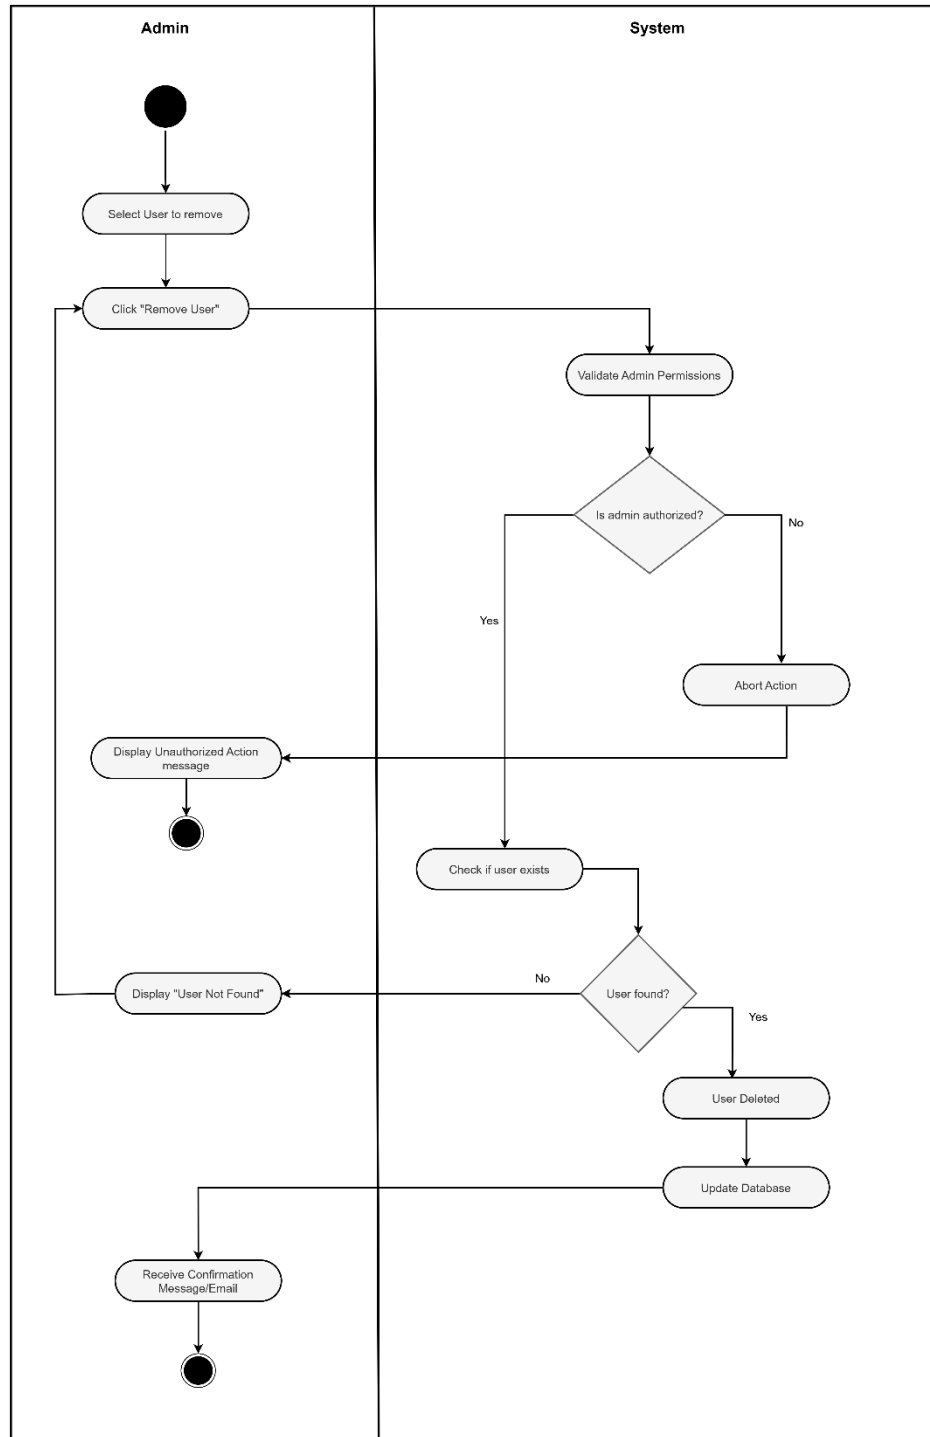 Admin
System
Select User to remove
Click "Remove User"
Validate Admin Permissions
Is admin authorized?
No
Yes
Abort Action
Display Unauthorized Action
message
Check if user exists
Display "User Not Found"
No
User found?
Yes
User Deleted
Update Database
Receive Confirmation
Message/Email